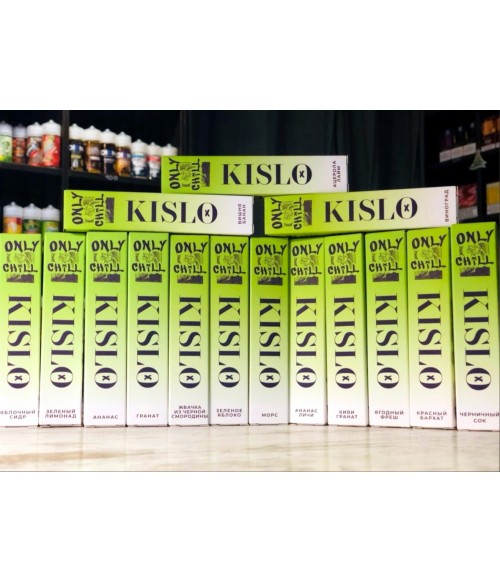 ONLY
CHILL
KISLO
АЦЕРОЛА
ЛАЙМ
ONLY
CHILL
KISLO
ВИШНЯ
БАНАН
ONLY
CHILL
KISLO
ВИНОГРАД
ONLY
CHILL
KISLO
ЯБЛОЧНЫЙ
СИДР
ONLY
CHILL
KISLO
ЗЕЛЕНЫЙ
ЛИМОНАД
ONLY
CHILL
KISLO
АНАНАС
ONLY
CHILL
KISLO
ГРАНАТ
ONLY
CHILL
KISLO
ЖВАЧКА
ИЗ ЧЕРНОЙ
СМОРОДИНЫ
ONLY
CHILL
KISLO
ЗЕЛЕНОЕ
ЯБЛОКО
ONLY
CHILL
KISLO
МОРС
ONLY
CHILL
KISLO
АНАНАС
ЛИЧИ
ONLY
CHILL
KISLO
КИВИ
ГРАНАТ
ONLY
CHILL
KISLO
ЯГОДНЫЙ
ФРЕШ
ONLY
CHILL
KISLO
КРАСНЫЙ
БАРХАТ
ONLY
CHILL
KISLO
ЧЕРНИЧНЫЙ
СОК